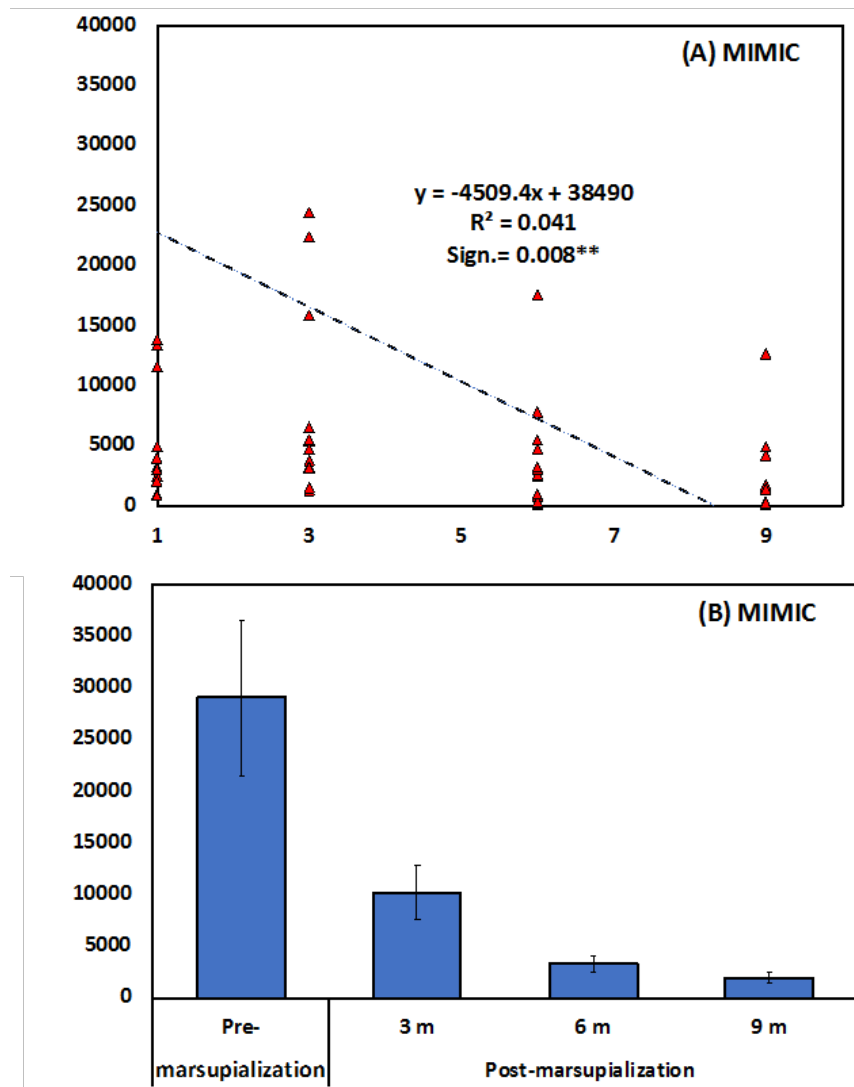 40000
(A) MIMIC
35000
30000
25000
y = -4509.4x + 38490
R² = 0.041
Sign.= 0.008**
20000
15000
10000
5000
0
1 3 5 7 9
40000
(B) MIMIC
35000
30000
25000
20000
15000
10000
5000
0
Pre- 3 m 6 m 9 m
marsupialization Post-marsupialization